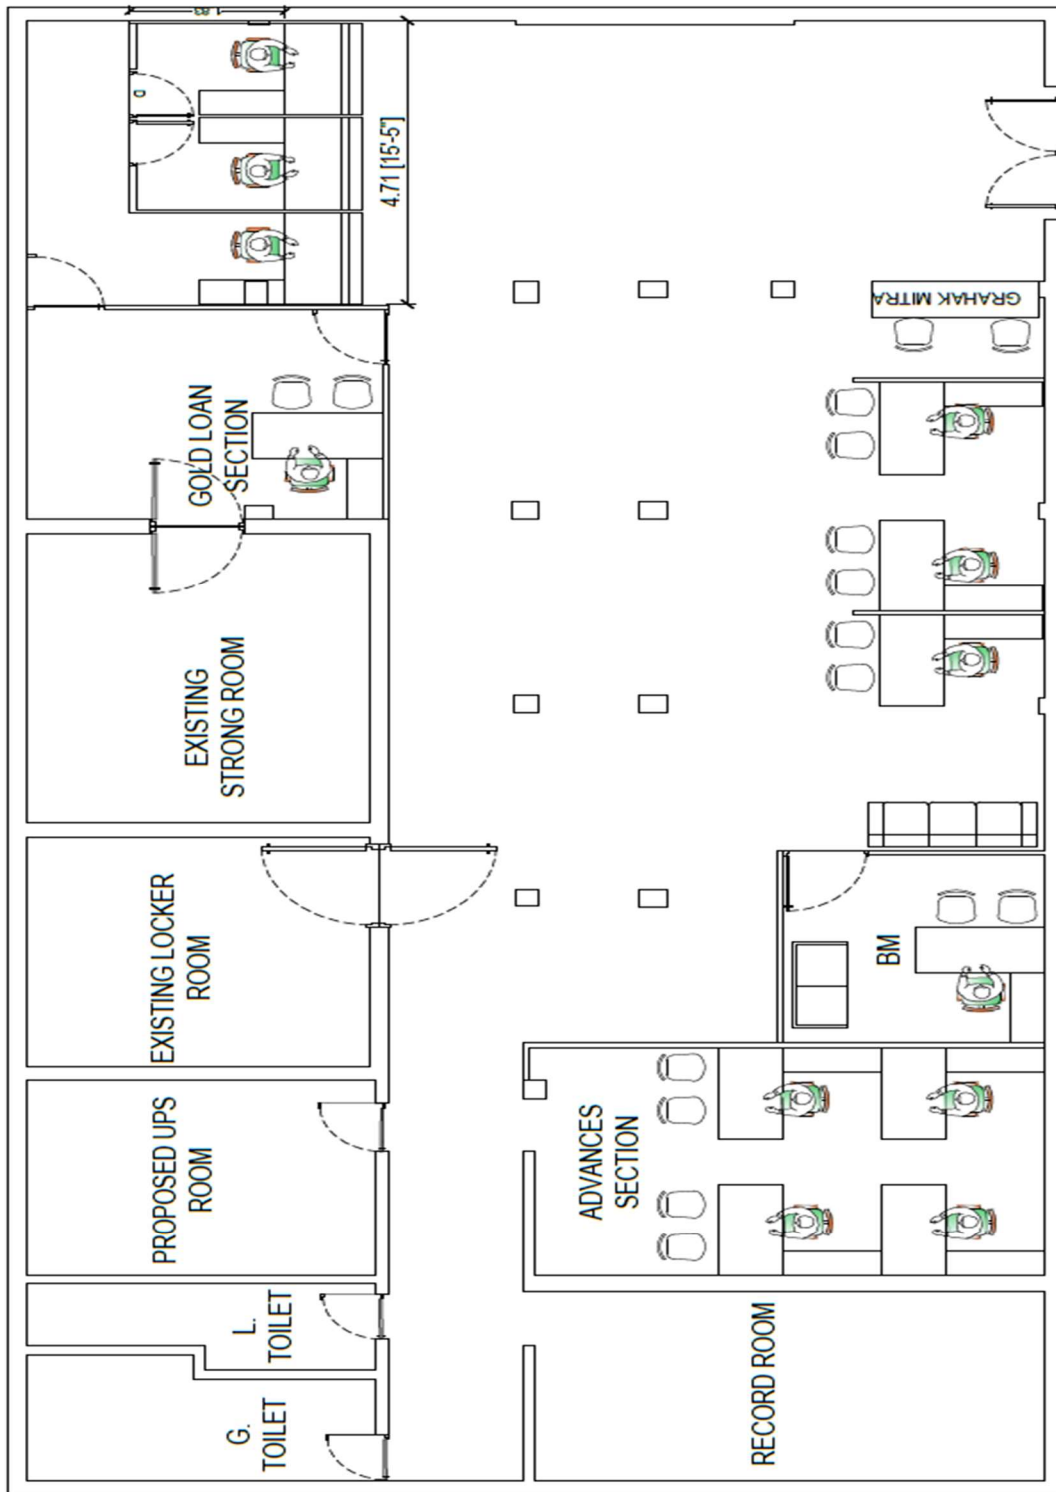 D
4.71 [15'-5"]
GRAHAK MITRA
GOLD LOAN
SECTION
EXISTING
STRONG ROOM
EXISTING LOCKER
ROOM
BM
PROPOSED UPS
ROOM
ADVANCES
SECTION
L.
TOILET
G.
TOILET
RECORD ROOM